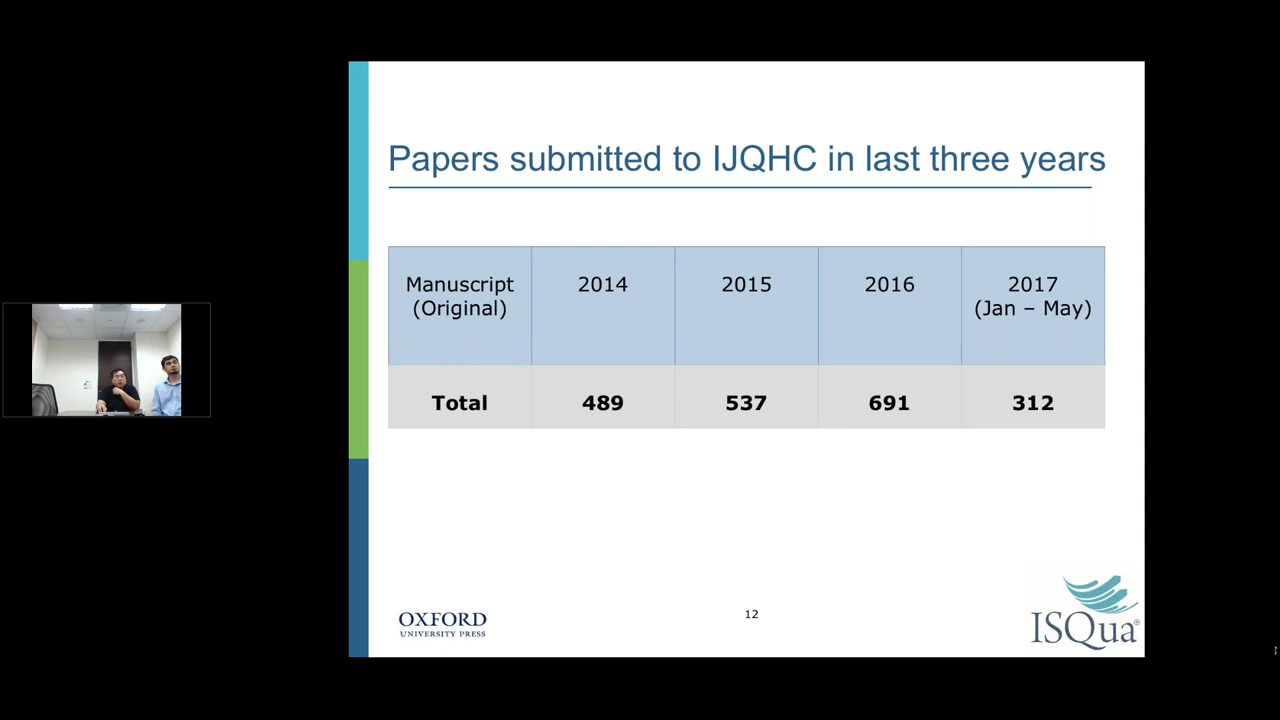 Papers submitted to IJQHC in last three years
Manuscript (Original) 2014 2015 2016 2017 (Jan – May)
Total 489 537 691 312
OXFORD
UNIVERSITY PRESS
12
ISQua®